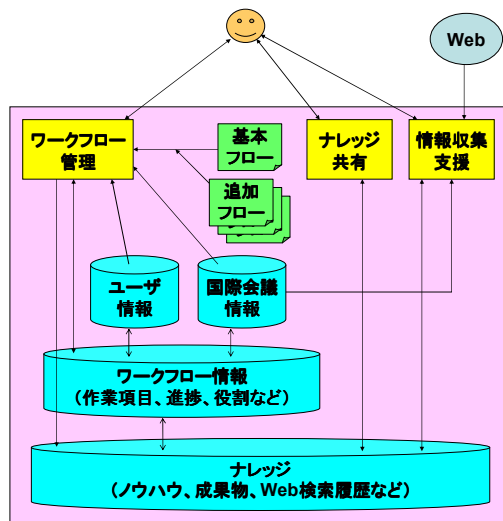 Web
ワークフロー
管理
基本
フロー
ナレッジ
共有
情報収集
支援
追加
フロー
ユーザ
情報
国際会議
情報
ワークフロー情報
（作業項目、進捗、役割など）
ナレッジ
（ノウハウ、成果物、Web検索履歴など）